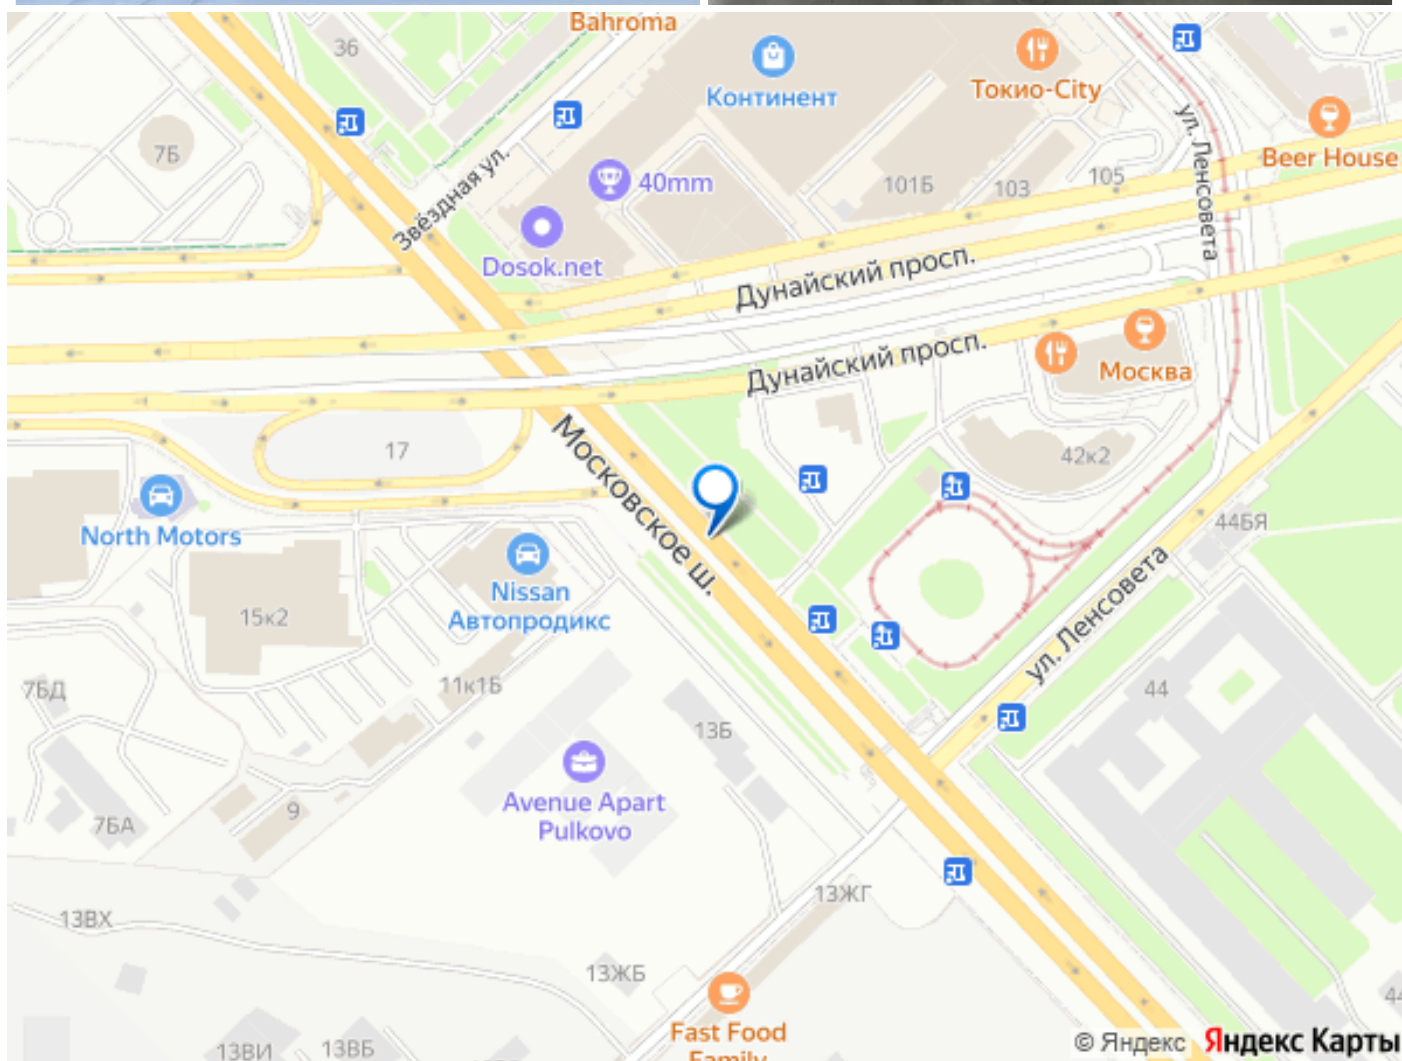 Bahroma
36
Континент
Токио-City
ул. Ленсовета
Beer House
7Б
Звёздная ул.
40mm
101Б
103
105
Dosok.net
Дунайский просп.
Дунайский просп.
Москва
Московское ш.
17
42к2
North Motors
44БЯ
Nissan
Автопродикс
15к2
ул. Ленсовета
7БД
11к1Б
13Б
44
Avenue Apart
Pulkovo
9
7БА
13ЖГ
13ВХ
13ЖБ
Fast Food
Family
13ВИ
13ВБ
© Яндекс Яндекс Карты